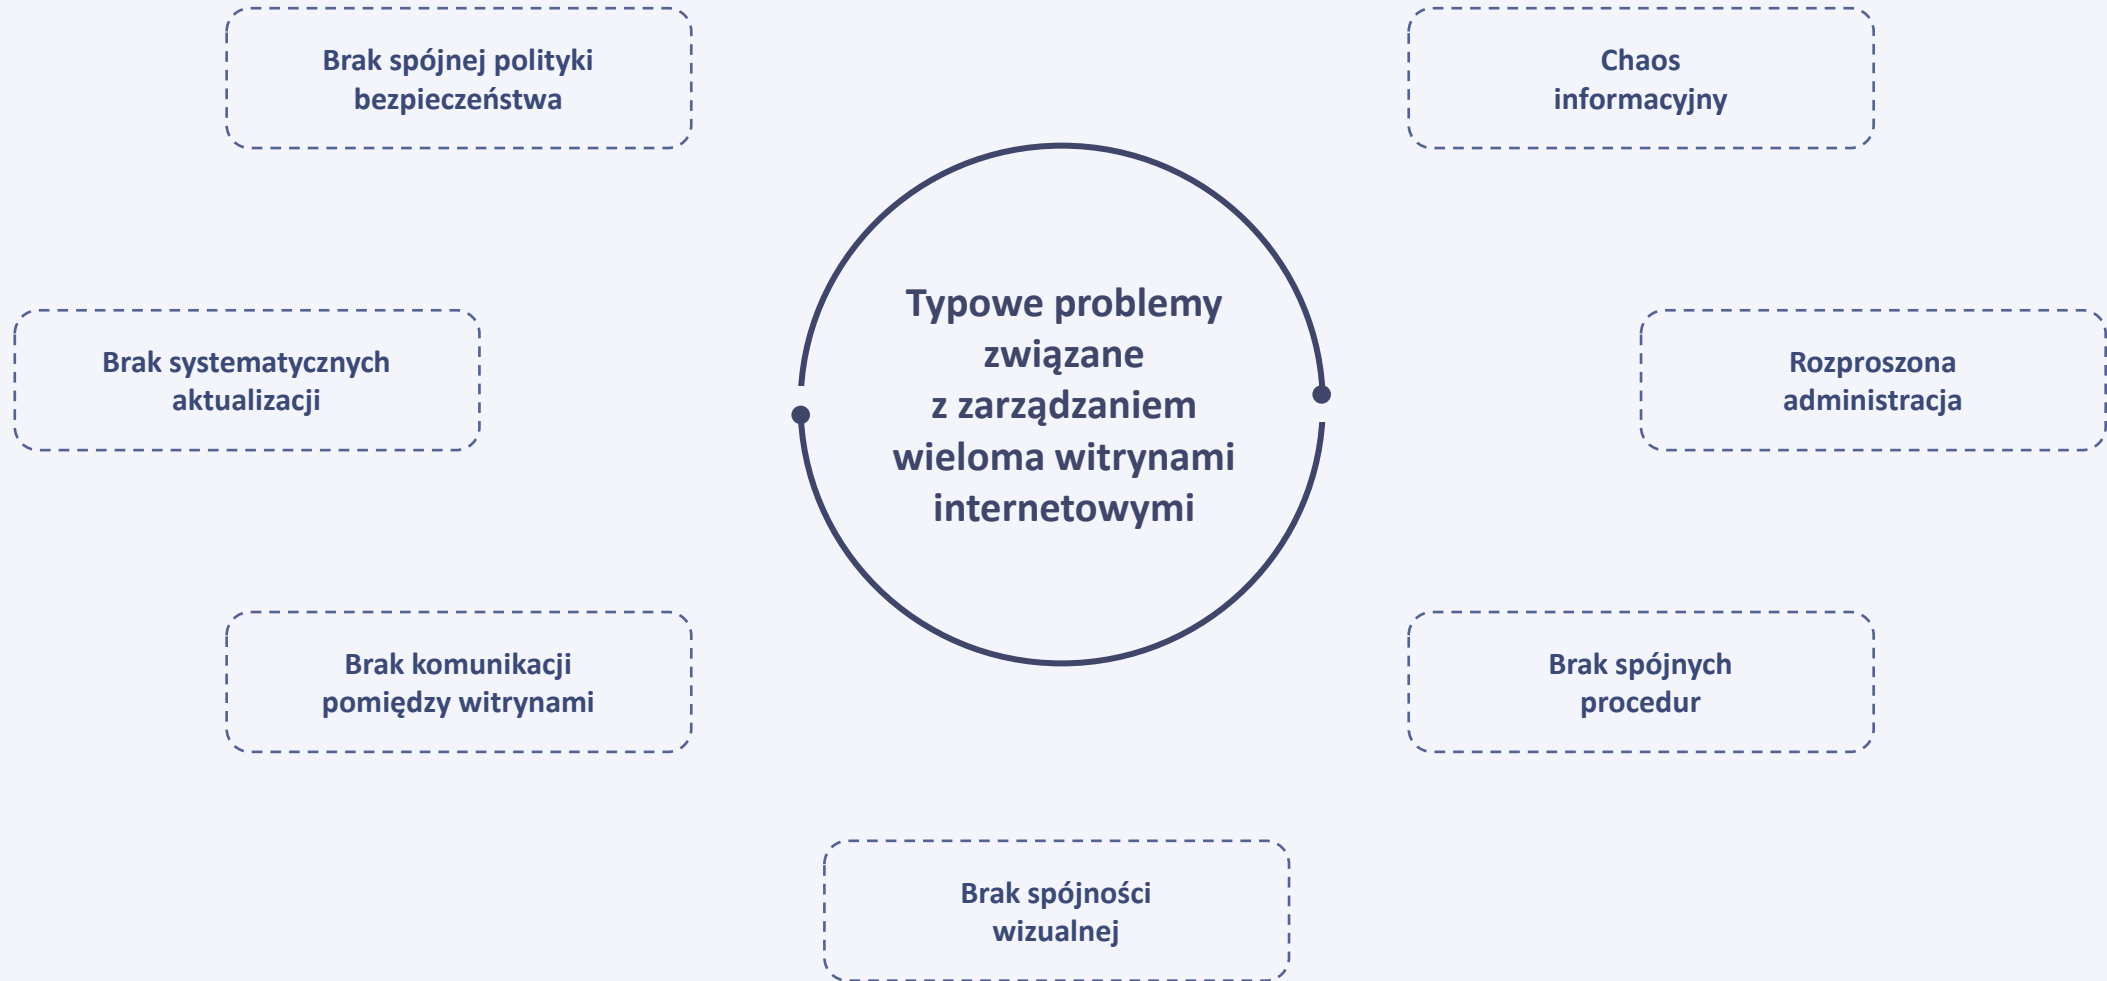 Brak spójnej polityki
bezpieczeństwa
Chaos
informacyjny
Typowe problemy
związane
z zarządzaniem
wieloma witrynami
internetowymi
Brak systematycznych
aktualizacji
Rozproszona
administracja
Brak komunikacji
pomiędzy witrynami
Brak spójnych
procedur
Brak spójności
wizualnej